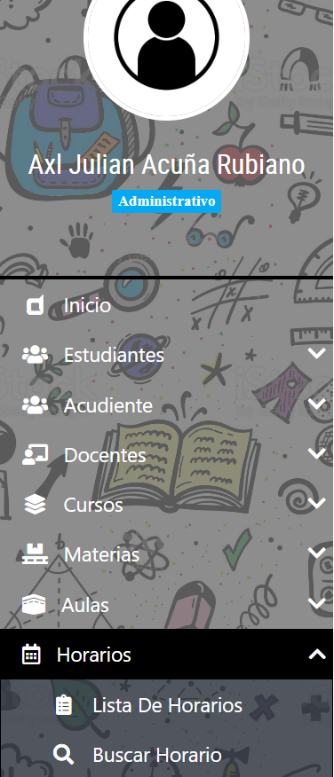 Axl Julian Acuña Rubiano
Administrativo
Inicio
Estudiantes
Acudiente
Docentes
Cursos
Materias
Aulas
Horarios
Lista De Horarios
Buscar Horario